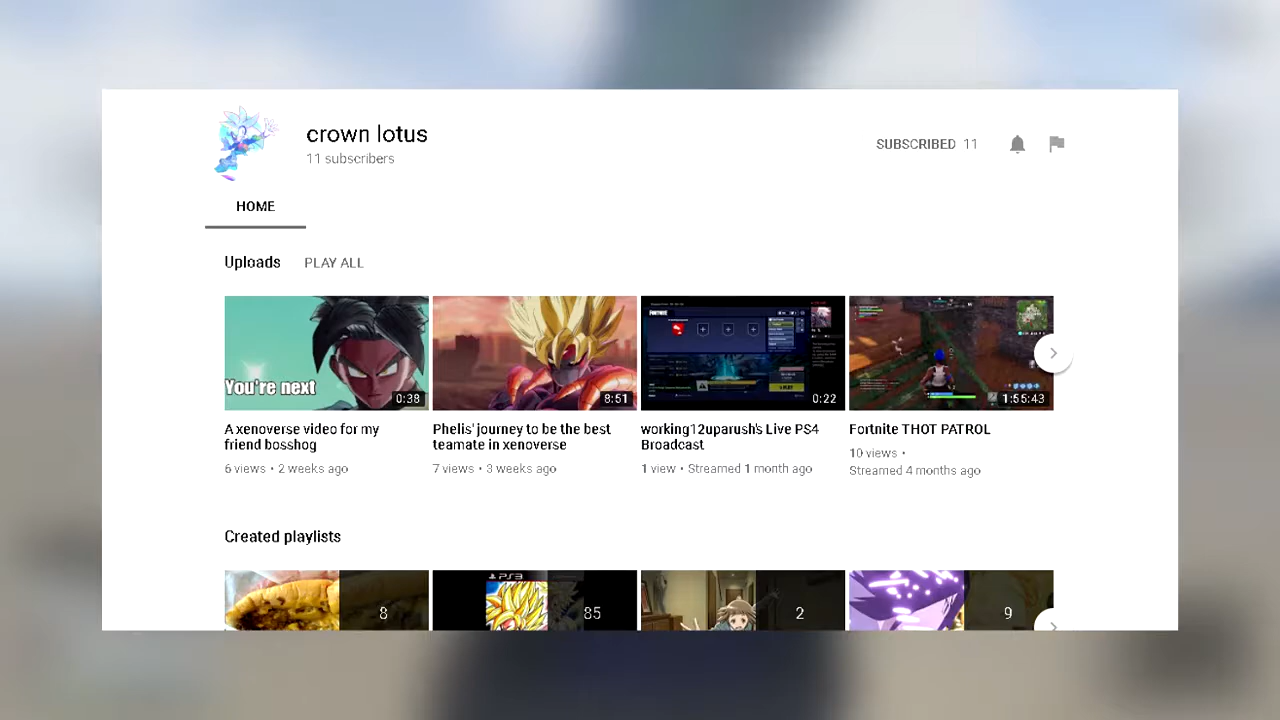 crown lotus
11 subscribers
SUBSCRIBED 11
HOME
Uploads PLAY ALL
You're next
0:38
8:51
FORTNITE
0:22
1:55:43
A xenoverse video for my
friend bosshog
6 views • 2 weeks ago
Phelis' journey to be the best
teamate in xenoverse
7 views • 3 weeks ago
working12uparush's Live PS4
Broadcast
1 view • Streamed 1 month ago
Fortnite THOT PATROL
10 views •
Streamed 4 months ago
Created playlists
8
PS3
85
2
9